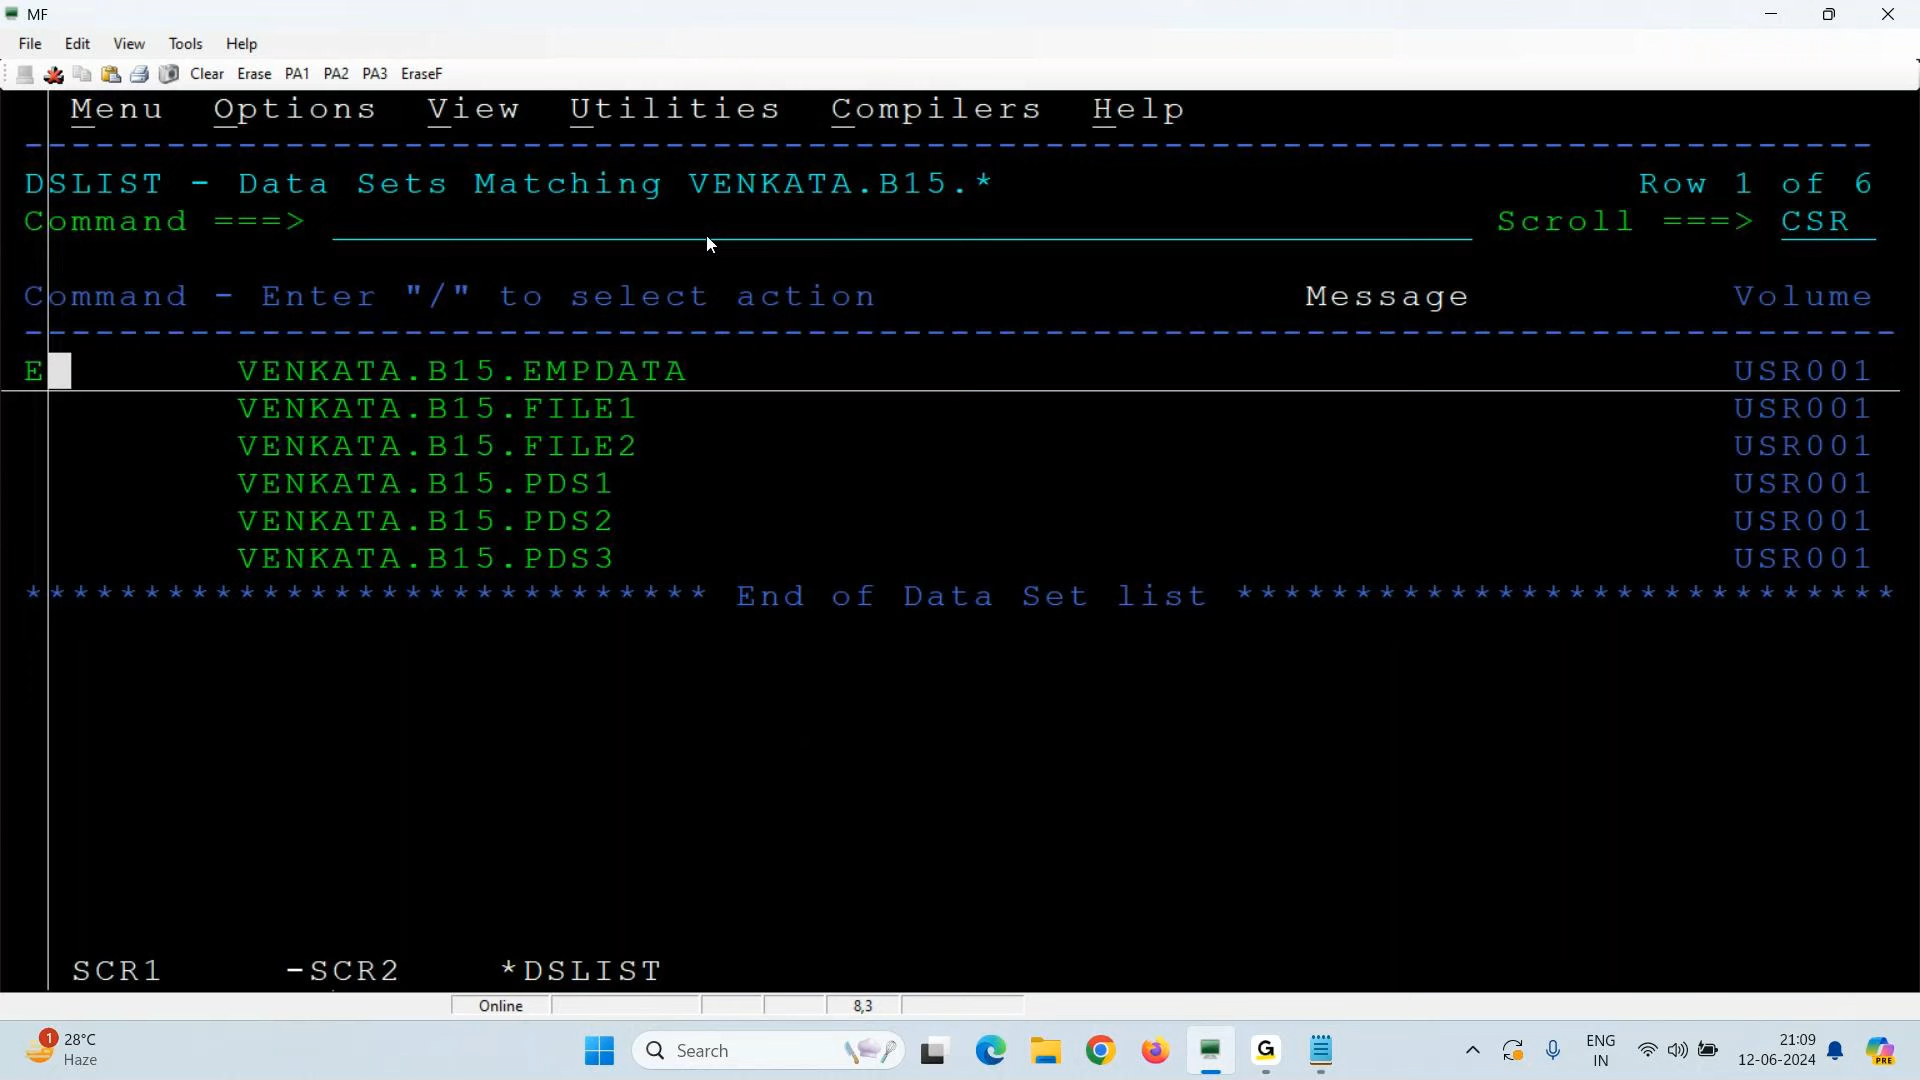 MF
File Edit View Tools Help
Clear Erase PA1 PA2 PA3 EraseF
Menu Options View Utilities Compilers Help
--------------------------------------------------------------------------------
DSLIST - Data Sets Matching VENKATA.B15.* Row 1 of 6
Command ===> Scroll ===> CSR
Command - Enter "/" to select action Message Volume
--------------------------------------------------------------------------------
E VENKATA.B15.EMPDATA USR001
VENKATA.B15.FILE1 USR001
VENKATA.B15.FILE2 USR001
VENKATA.B15.PDS1 USR001
VENKATA.B15.PDS2 USR001
VENKATA.B15.PDS3 USR001
***************************** End of Data Set list ****************************
SCR1 -SCR2 *DSLIST
Online 8,3
1 28°C
Haze
Search
G
ENG
IN
21:09
12-06-2024
PRE